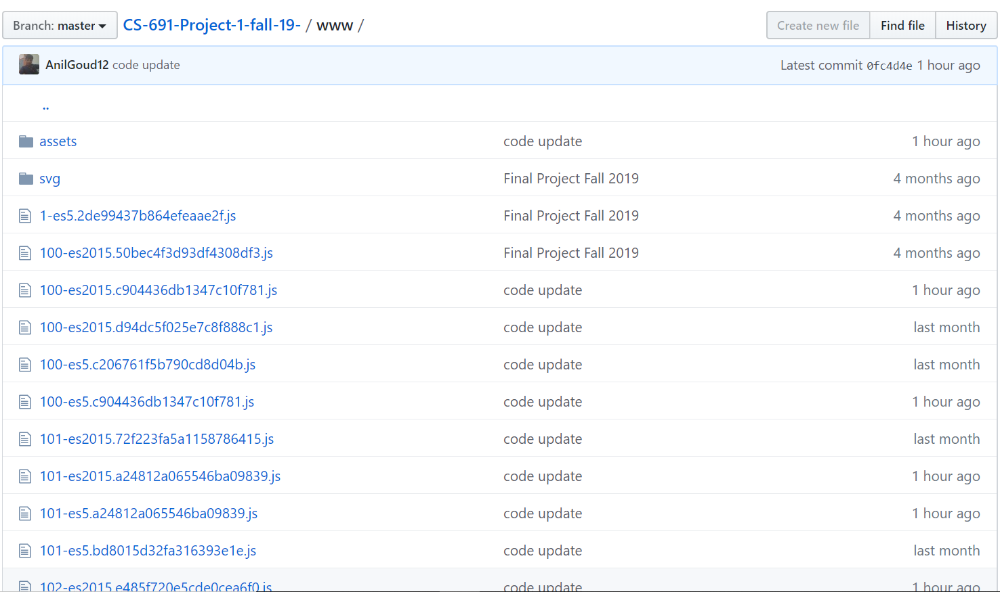 Branch: master CS-691-Project-1-fall-19- / www / Create new file Find file History
AnilGoud12 code update Latest commit 0fc4d4e 1 hour ago
..
assets code update 1 hour ago
svg Final Project Fall 2019 4 months ago
1-es5.2de99437b864efeaae2f.js Final Project Fall 2019 4 months ago
100-es2015.50bec4f3d93df4308df3.js Final Project Fall 2019 4 months ago
100-es2015.c904436db1347c10f781.js code update 1 hour ago
100-es2015.d94dc5f025e7c8f888c1.js code update last month
100-es5.c206761f5b790cd8d04b.js code update last month
100-es5.c904436db1347c10f781.js code update 1 hour ago
101-es2015.72f223fa5a1158786415.js code update last month
101-es2015.a24812a065546ba09839.js code update 1 hour ago
101-es5.a24812a065546ba09839.js code update 1 hour ago
101-es5.bd8015d32fa316393e1e.js code update last month
102-es2015.e485f720e5cde0cea6f0.js code update 1 hour ago